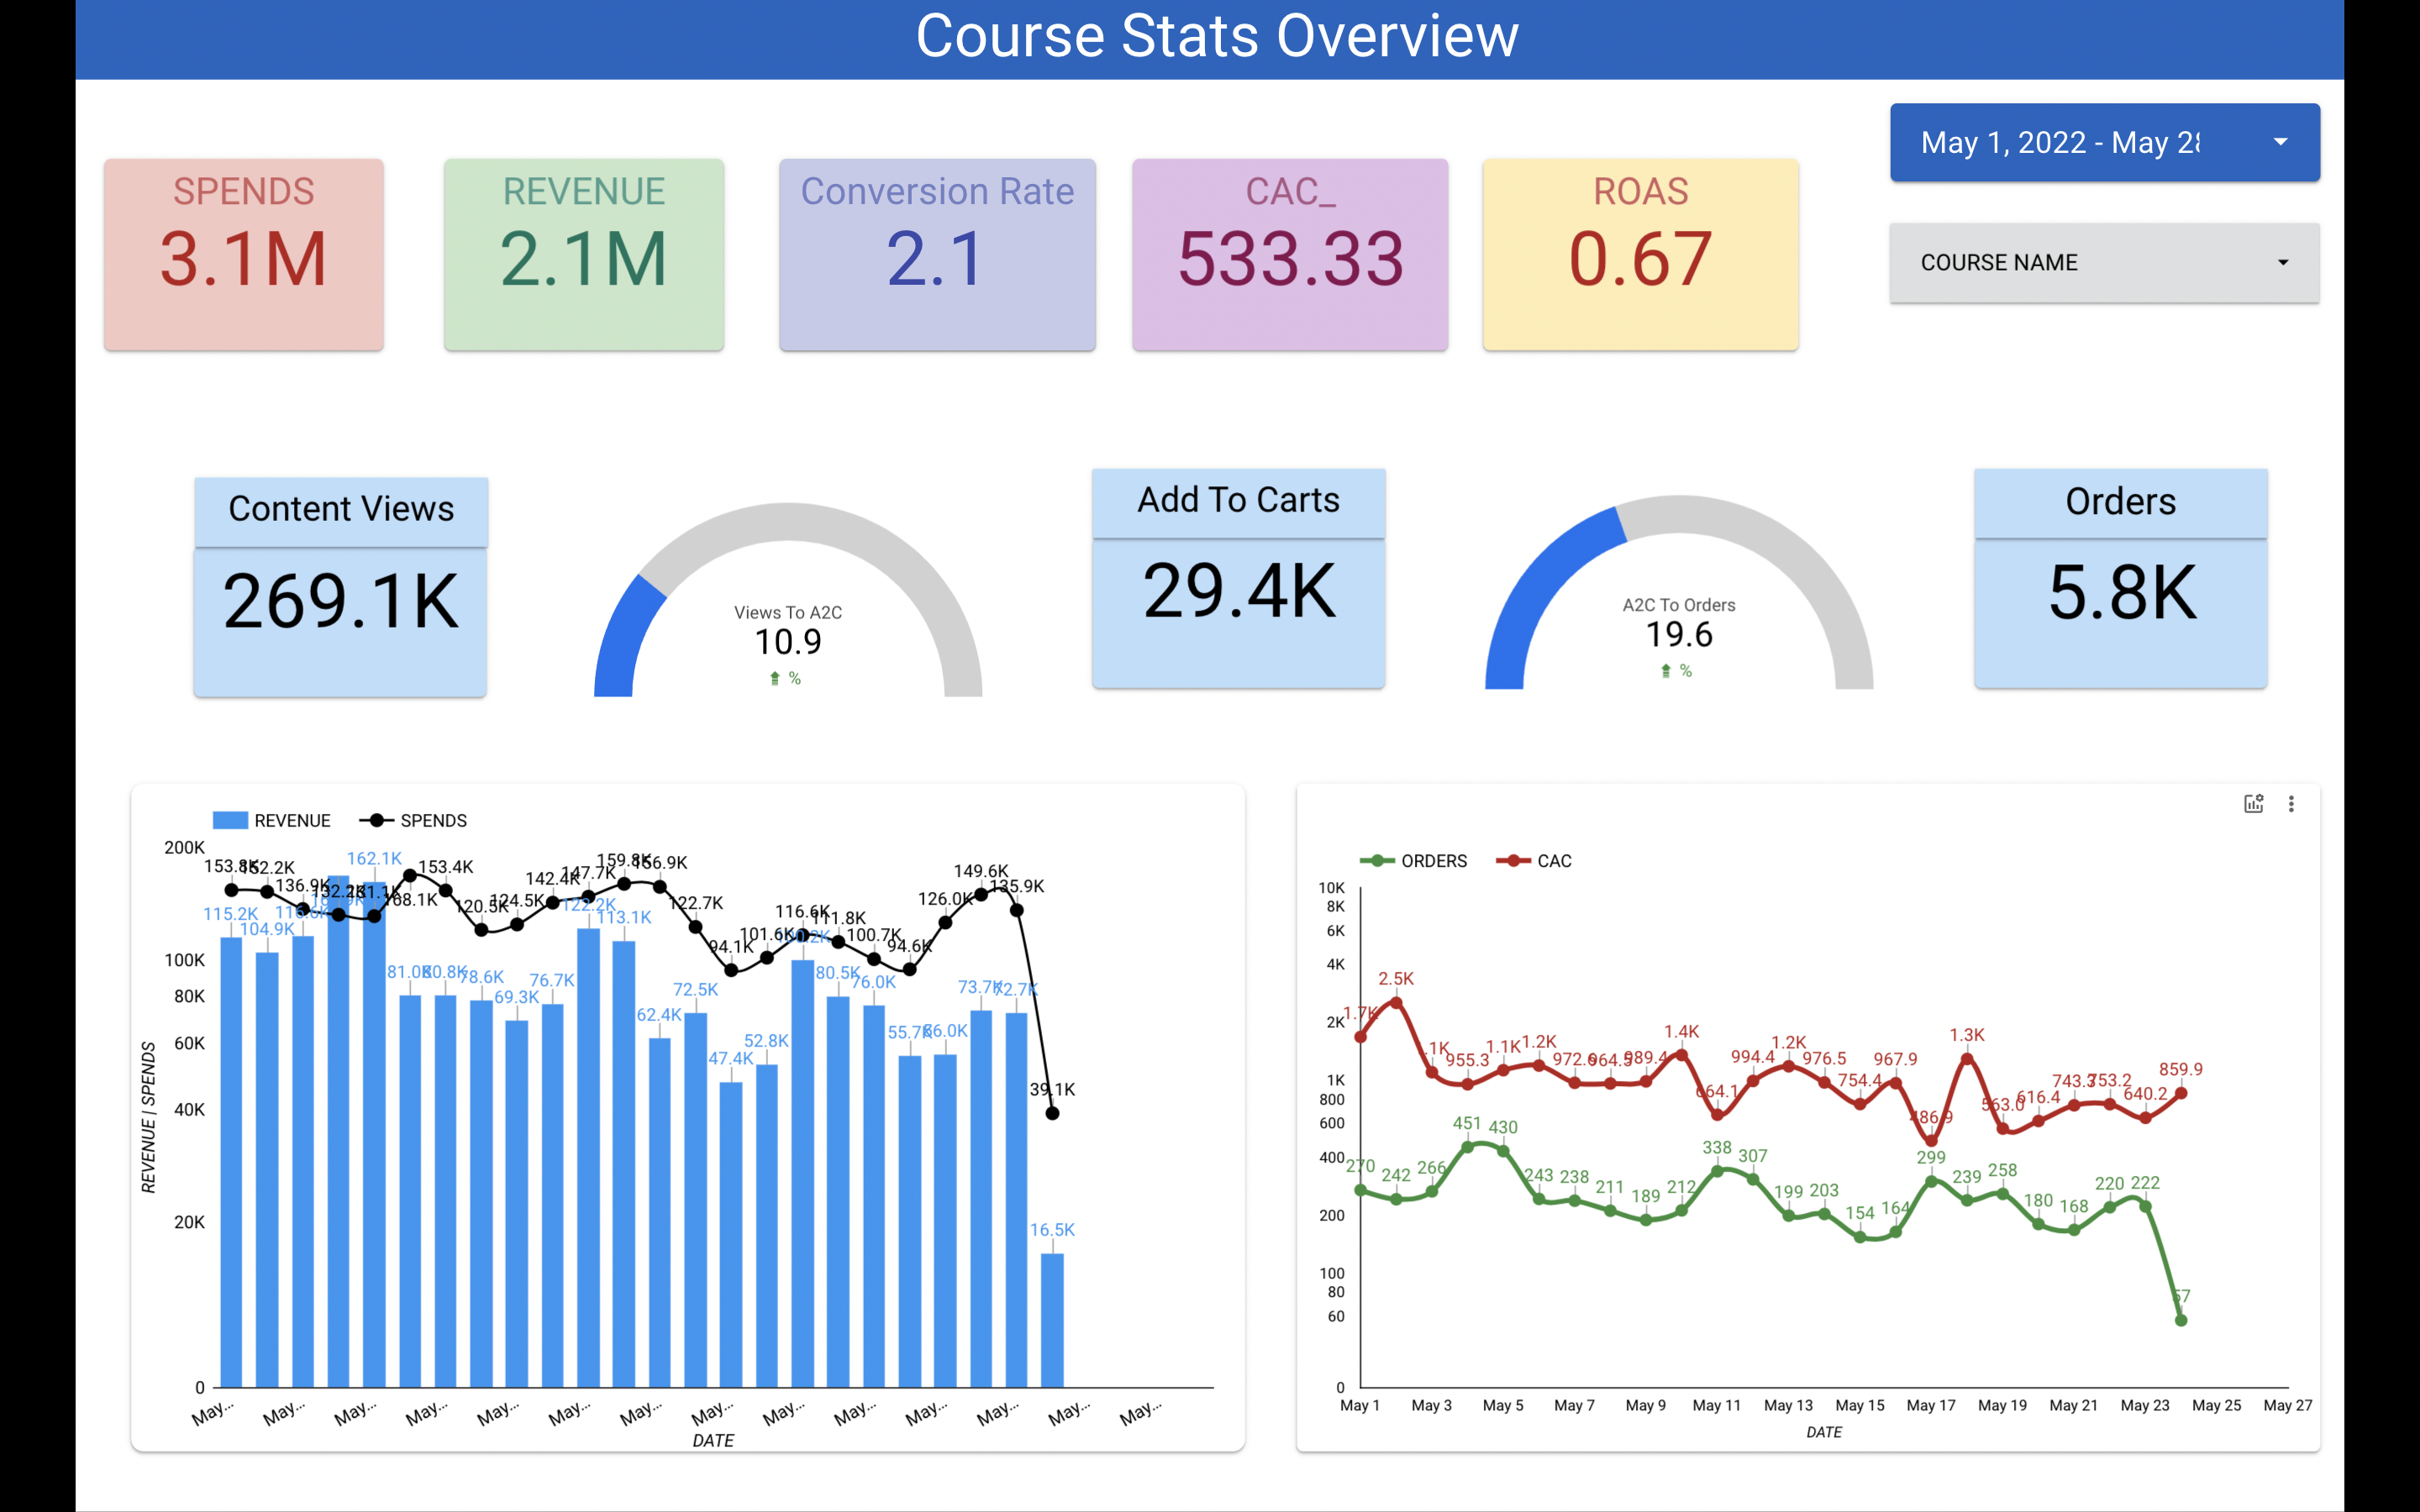 Course Stats Overview
May 1, 2022 - May 28
SPENDS
3.1M
REVENUE
2.1M
Conversion Rate
2.1
CAC_
533.33
ROAS
0.67
COURSE NAME
Content Views
269.1K
Views To A2C
10.9
%
Add To Carts
29.4K
A2C To Orders
19.6
%
Orders
5.8K
REVENUE SPENDS
REVENUE | SPENDS
200K
100K
80K
60K
40K
20K
0
153.8K
152.2K
136.9K
132.2K
131.1K
168.1K
153.4K
120.5K
124.5K
142.4K
147.7K
159.8K
156.9K
122.7K
94.1K
101.6K
116.6K
111.8K
100.7K
94.6K
126.0K
149.6K
135.9K
39.1K
115.2K
104.9K
116.6K
162.1K
81.0K
80.8K
78.6K
69.3K
76.7K
122.2K
113.1K
62.4K
72.5K
47.4K
52.8K
100.2K
80.5K
76.0K
55.7K
56.0K
73.7K
72.7K
16.5K
May... May... May... May... May... May... May... May... May... May... May... May... May... May...
DATE
ORDERS CAC
10K
8K
6K
4K
2K
1K
800
600
400
200
100
80
60
0
1.7K
2.5K
.1K
955.3
1.1K
1.2K
972.6
964.5
989.4
1.4K
664.1
994.4
1.2K
976.5
754.4
967.9
486.9
1.3K
563.0
616.4
743.3
753.2
640.2
859.9
270
242
266
451
430
243
238
211
189
212
338
307
199
203
154
164
299
239
258
180
168
220
222
57
May 1 May 3 May 5 May 7 May 9 May 11 May 13 May 15 May 17 May 19 May 21 May 23 May 25 May 27
DATE